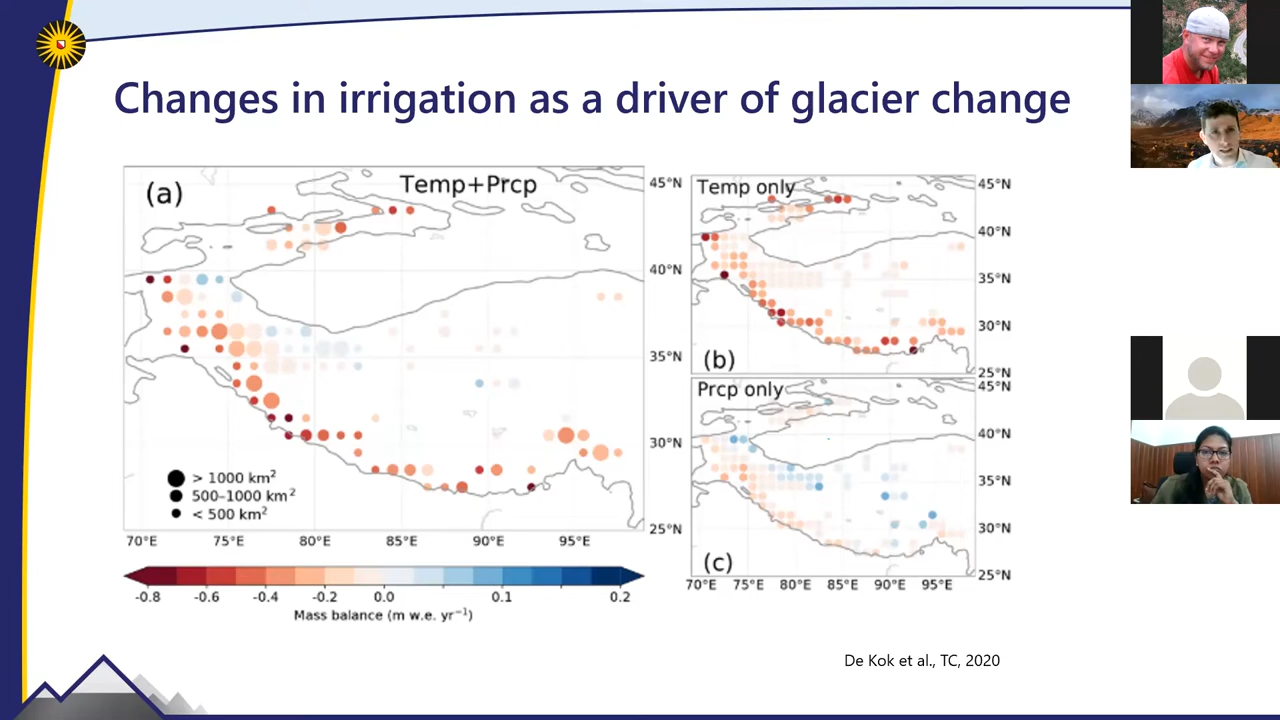 Changes in irrigation as a driver of glacier change
(a)
Temp+Prcp
45°N
40°N
35°N
30°N
25°N
> 1000 km²
500–1000 km²
< 500 km²
70°E 75°E 80°E 85°E 90°E 95°E
-0.8 -0.6 -0.4 -0.2 0.0 0.1 0.2
Mass balance (m w.e. yr⁻¹)
Temp only
45°N
40°N
35°N
30°N
(b)
25°N
Prcp only
45°N
40°N
35°N
30°N
(c)
25°N
70°E 75°E 80°E 85°E 90°E 95°E
De Kok et al., TC, 2020